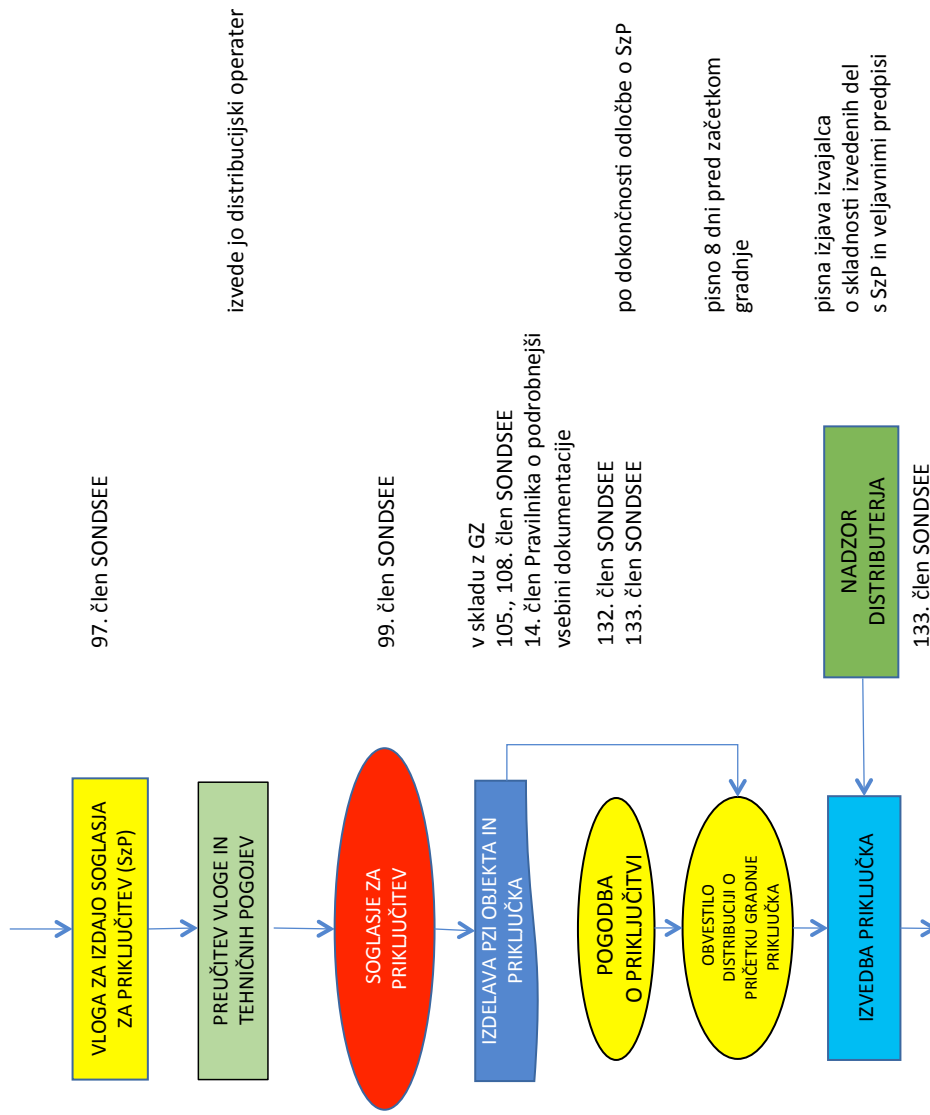 VLOGA ZA IZDAJO SOGLASJA
ZA PRIKLJUČITEV (SzP)
97. člen SONDSEE
PREUČITEV VLOGE IN
TEHNIČNIH POGOJEV
izvede jo distribucijski operater
SOGLASJE ZA
PRIKLJUČITEV
99. člen SONDSEE
IZDELAVA PZI OBJEKTA IN
PRIKLJUČKA
v skladu z GZ
105., 108. člen SONDSEE
14. člen Pravilnika o podrobnejši
vsebini dokumentacije
POGODBA
O PRIKLJUČITVI
132. člen SONDSEE
133. člen SONDSEE
po dokončnosti odločbe o SzP
OBVESTILO
DISTRIBUCIJI O
PRIČETKU GRADNJE
PRIKLJUČKA
pisno 8 dni pred začetkom
gradnje
IZVEDBA PRIKLJUČKA
NADZOR
DISTRIBUTERJA
133. člen SONDSEE
pisna izjava izvajalca
o skladnosti izvedenih del
s SzP in veljavnimi predpisi